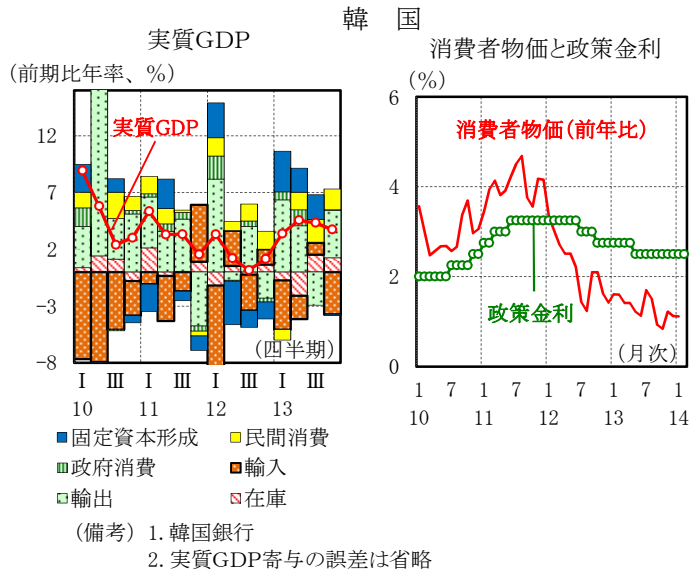 韓 国
実質GDP
(前期比年率、%)
12
7
2
-3
-8
実質GDP
(四半期)
Ⅰ Ⅲ Ⅰ Ⅲ Ⅰ Ⅲ Ⅰ Ⅲ
10 11 12 13
固定資本形成 民間消費
政府消費 輸入
輸出 在庫
消費者物価と政策金利
(%)
6
4
2
0
消費者物価(前年比)
政策金利
(月次)
1 7 1 7 1 7 1 7 1
10 11 12 13 14
(備考) 1. 韓国銀行
2. 実質GDP寄与の誤差は省略